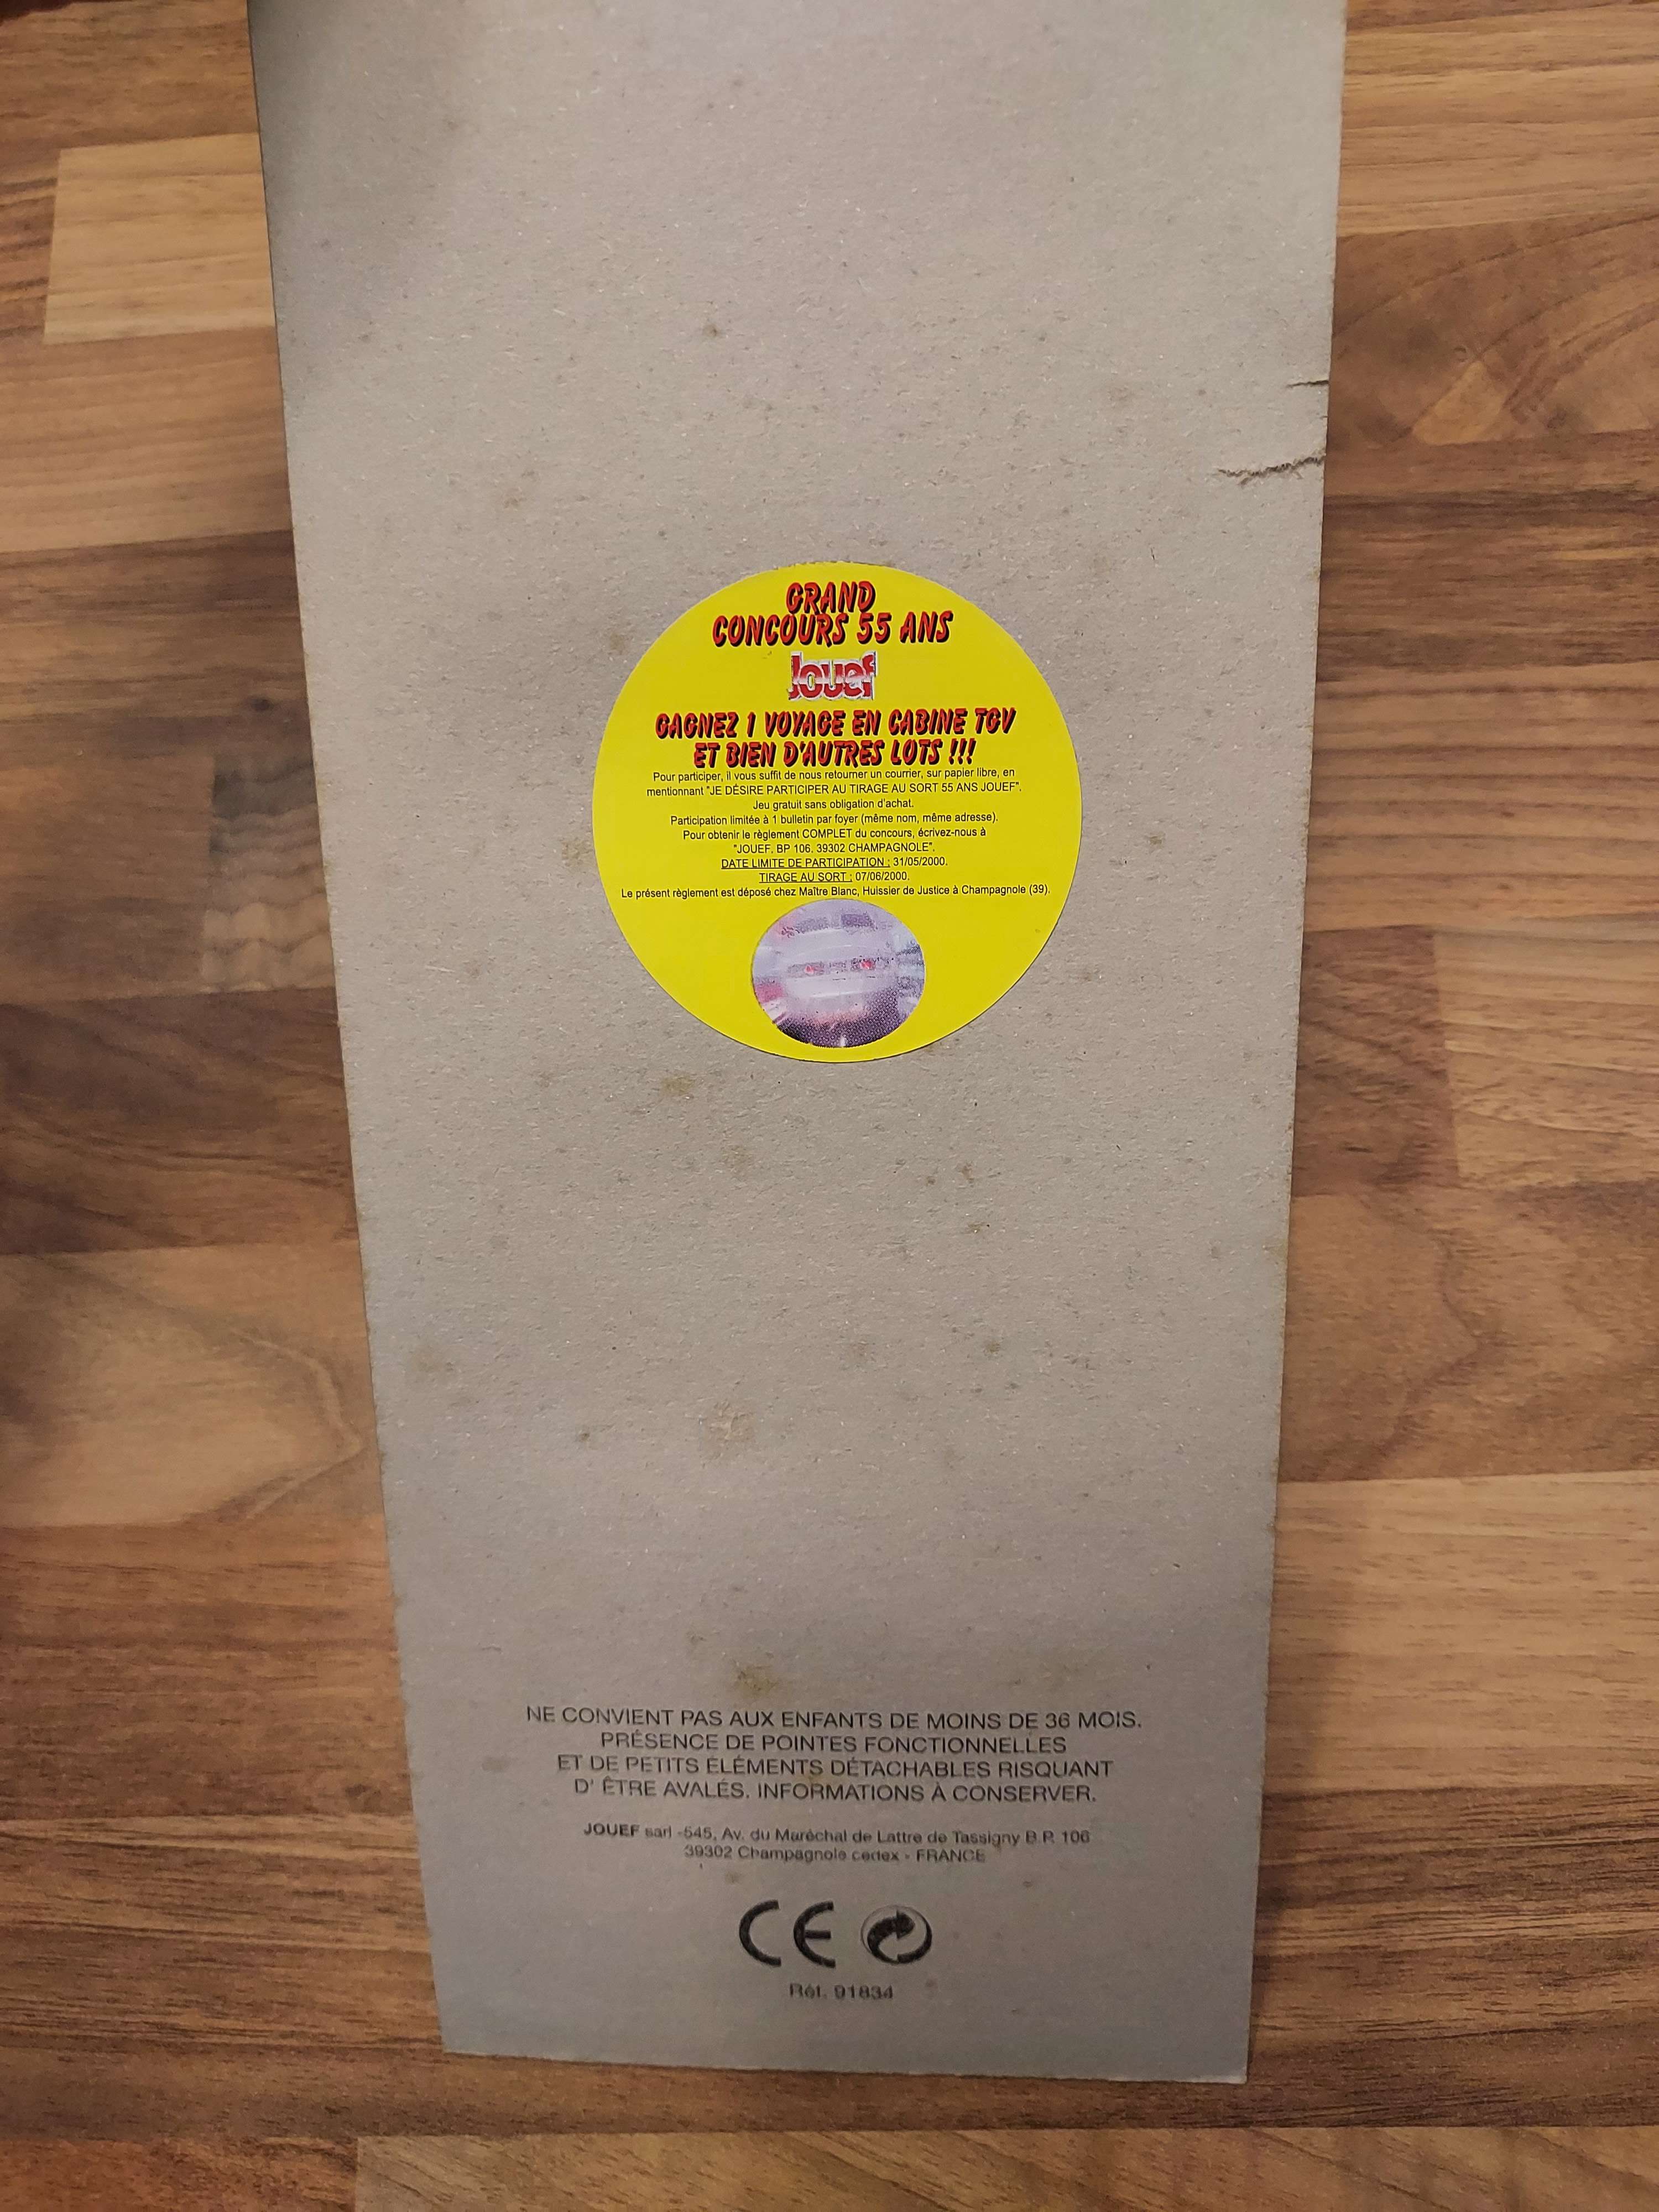 GRAND
CONCOURS 55 ANS
Jouef
GAGNEZ 1 VOYAGE EN CABINE TGV
ET BIEN D'AUTRES LOTS !!!
Pour participer, il vous suffit de nous retourner un courrier, sur papier libre, en
mentionnant "JE DÉSIRE PARTICIPER AU TIRAGE AU SORT 55 ANS JOUEF".
Jeu gratuit sans obligation d'achat.
Participation limitée à 1 bulletin par foyer (même nom, même adresse).
Pour obtenir le règlement COMPLET du concours, écrivez-nous à
"JOUEF, BP 106, 39302 CHAMPAGNOLE".
DATE LIMITE DE PARTICIPATION : 31/05/2000.
TIRAGE AU SORT : 07/06/2000.
Le présent règlement est déposé chez Maître Blanc, Huissier de Justice à Champagnole (39).
NE CONVIENT PAS AUX ENFANTS DE MOINS DE 36 MOIS.
PRÉSENCE DE POINTES FONCTIONNELLES
ET DE PETITS ÉLÉMENTS DÉTACHABLES RISQUANT
D' ÊTRE AVALÉS. INFORMATIONS À CONSERVER.
JOUEF sarl -545, Av. du Maréchal de Lattre de Tassigny B.P. 106
39302 Champagnole cedex - FRANCE
CE
Réf. 91834